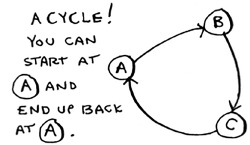 A CYCLE!
YOU CAN
START AT
A AND
END UP BACK
AT A.
A
B
C